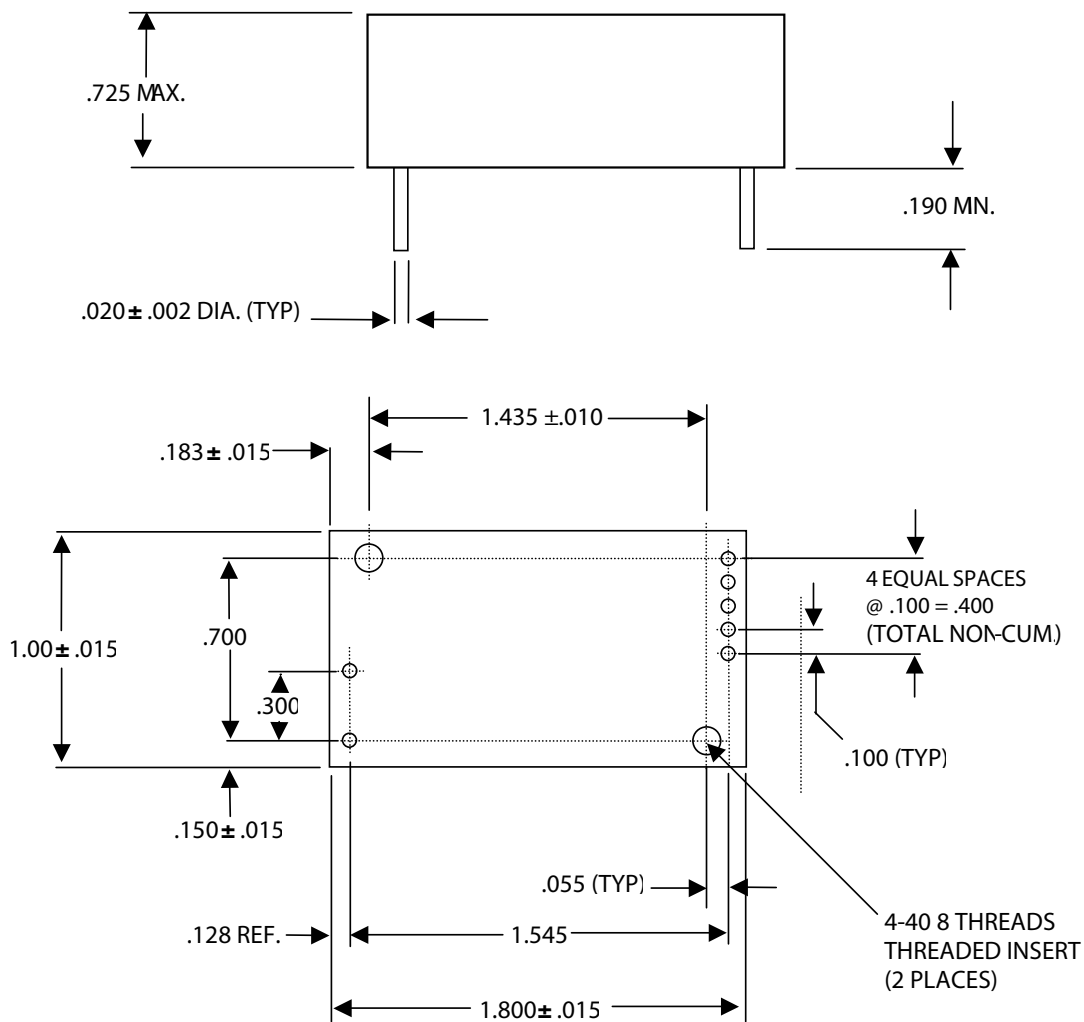 .725 MAX.
.190 MN.
.020± .002 DIA. (TYP)
1.435 ±.010
.183± .015
4 EQUAL SPACES
@ .100 = .400
(TOTAL NON-CUM.)
1.00± .015
.700
.300
.100 (TYP)
.150± .015
.055 (TYP)
.128 REF.
1.545
4-40 8 THREADS
THREADED INSERT
(2 PLACES)
1.800± .015